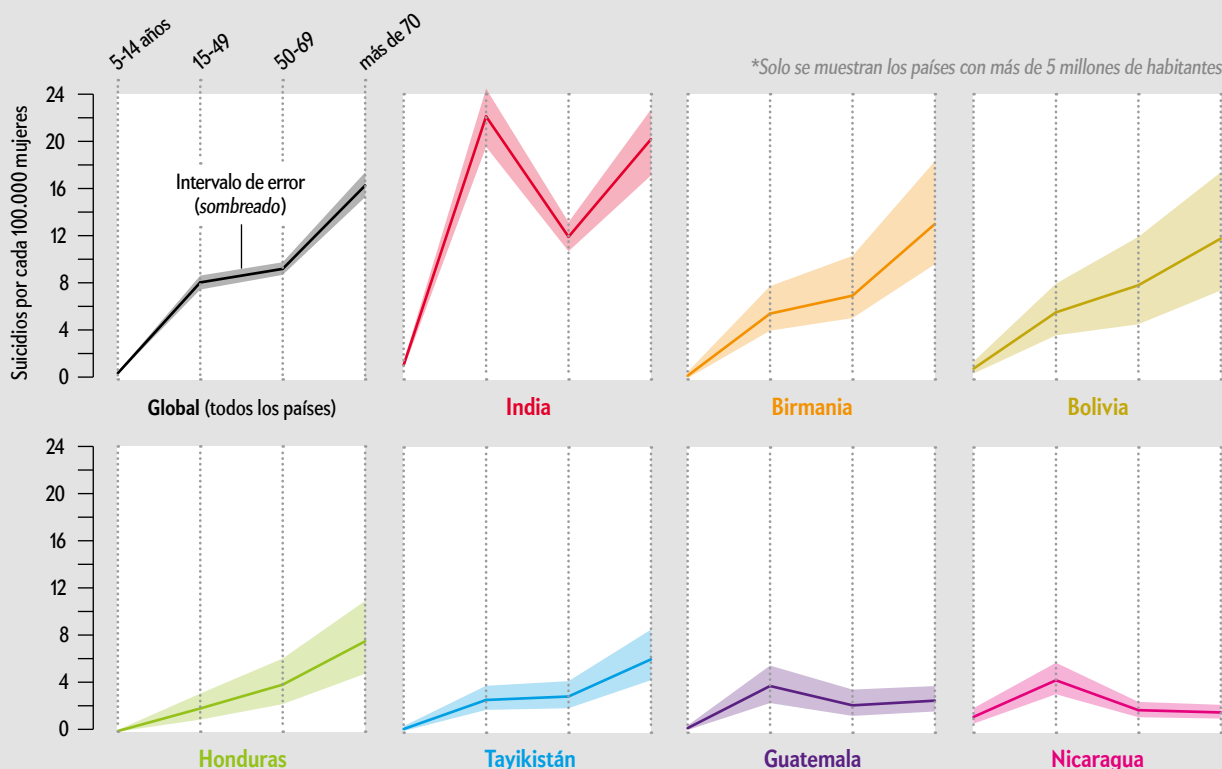 5-14 años
15-49
50-69
más de 70
*Solo se muestran los países con más de 5 millones de habitantes
Suicidios por cada 100.000 mujeres
24
20
16
12
8
4
0
Intervalo de error
(sombreado)
Global (todos los países)
India
Birmania
Bolivia
24
20
16
12
8
4
0
Honduras
Tayikistán
Guatemala
Nicaragua